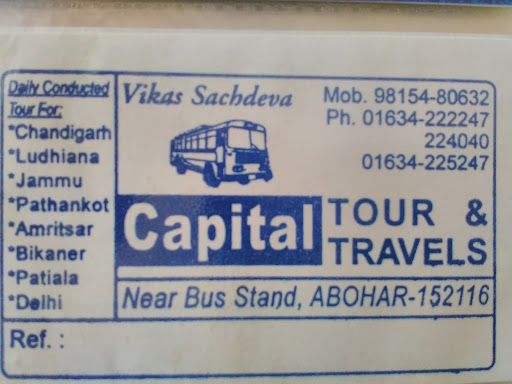 Daily Conducted
Tour For:
*Chandigarh
*Ludhiana
*Jammu
*Pathankot
*Amritsar
*Bikaner
*Patiala
*Delhi
Vikas Sachdeva
Mob. 98154-80632
Ph. 01634-222247
224040
01634-225247
Capital TOUR &
TRAVELS
Near Bus Stand, ABOHAR-152116
Ref. :